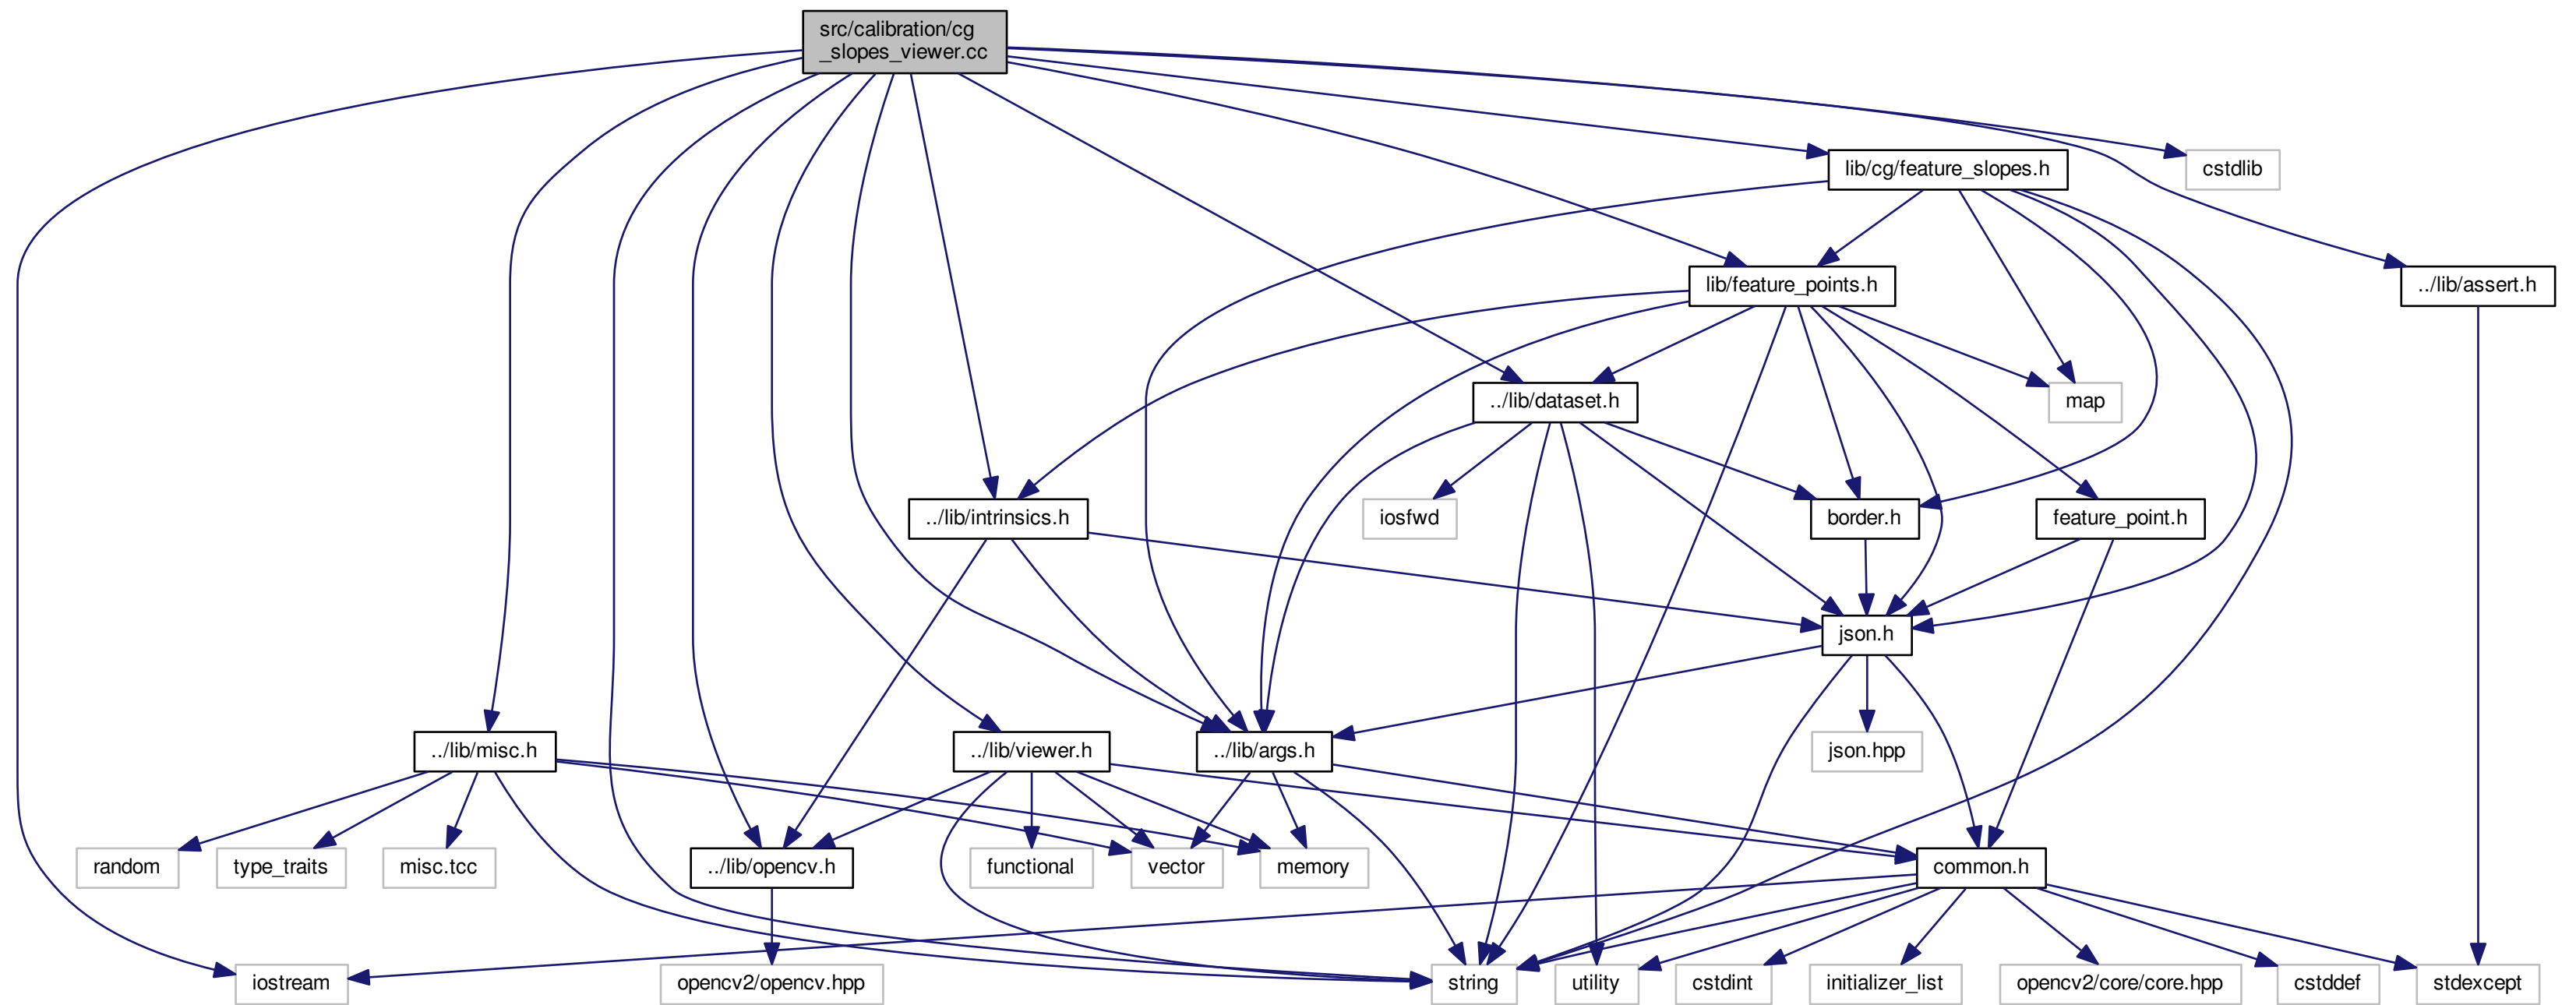 src/calibration/cg
_slopes_viewer.cc
lib/cg/feature_slopes.h
cstdlib
lib/feature_points.h
../lib/assert.h
../lib/dataset.h
map
../lib/intrinsics.h
iosfwd
border.h
feature_point.h
json.h
../lib/misc.h
../lib/viewer.h
../lib/args.h
json.hpp
random
type_traits
misc.tcc
../lib/opencv.h
functional
vector
memory
common.h
iostream
opencv2/opencv.hpp
string
utility
cstdint
initializer_list
opencv2/core/core.hpp
cstddef
stdexcept